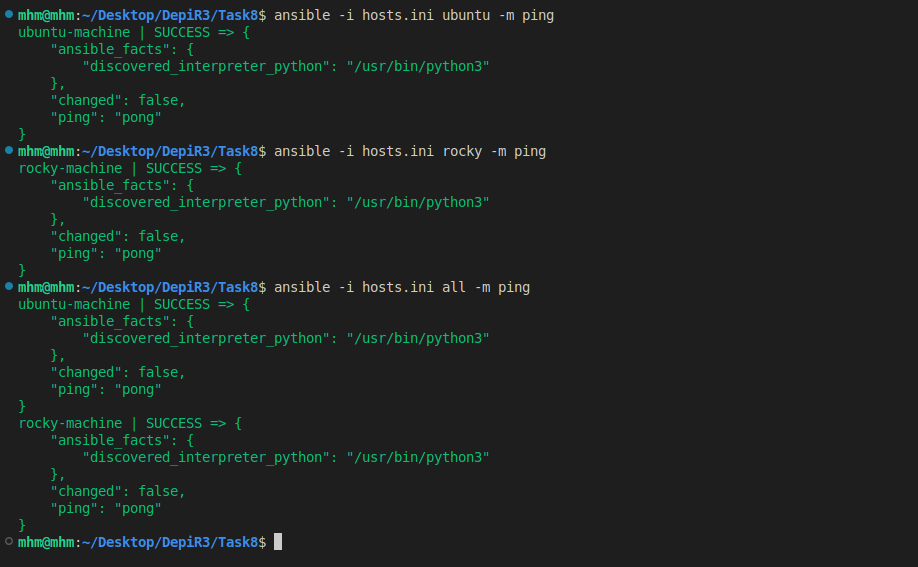 mhm@mhm:~/Desktop/DepiR3/Task8$ ansible -i hosts.ini ubuntu -m ping
ubuntu-machine | SUCCESS => {
    "ansible_facts": {
        "discovered_interpreter_python": "/usr/bin/python3"
    },
    "changed": false,
    "ping": "pong"
}
mhm@mhm:~/Desktop/DepiR3/Task8$ ansible -i hosts.ini rocky -m ping
rocky-machine | SUCCESS => {
    "ansible_facts": {
        "discovered_interpreter_python": "/usr/bin/python3"
    },
    "changed": false,
    "ping": "pong"
}
mhm@mhm:~/Desktop/DepiR3/Task8$ ansible -i hosts.ini all -m ping
ubuntu-machine | SUCCESS => {
    "ansible_facts": {
        "discovered_interpreter_python": "/usr/bin/python3"
    },
    "changed": false,
    "ping": "pong"
}
rocky-machine | SUCCESS => {
    "ansible_facts": {
        "discovered_interpreter_python": "/usr/bin/python3"
    },
    "changed": false,
    "ping": "pong"
}
mhm@mhm:~/Desktop/DepiR3/Task8$